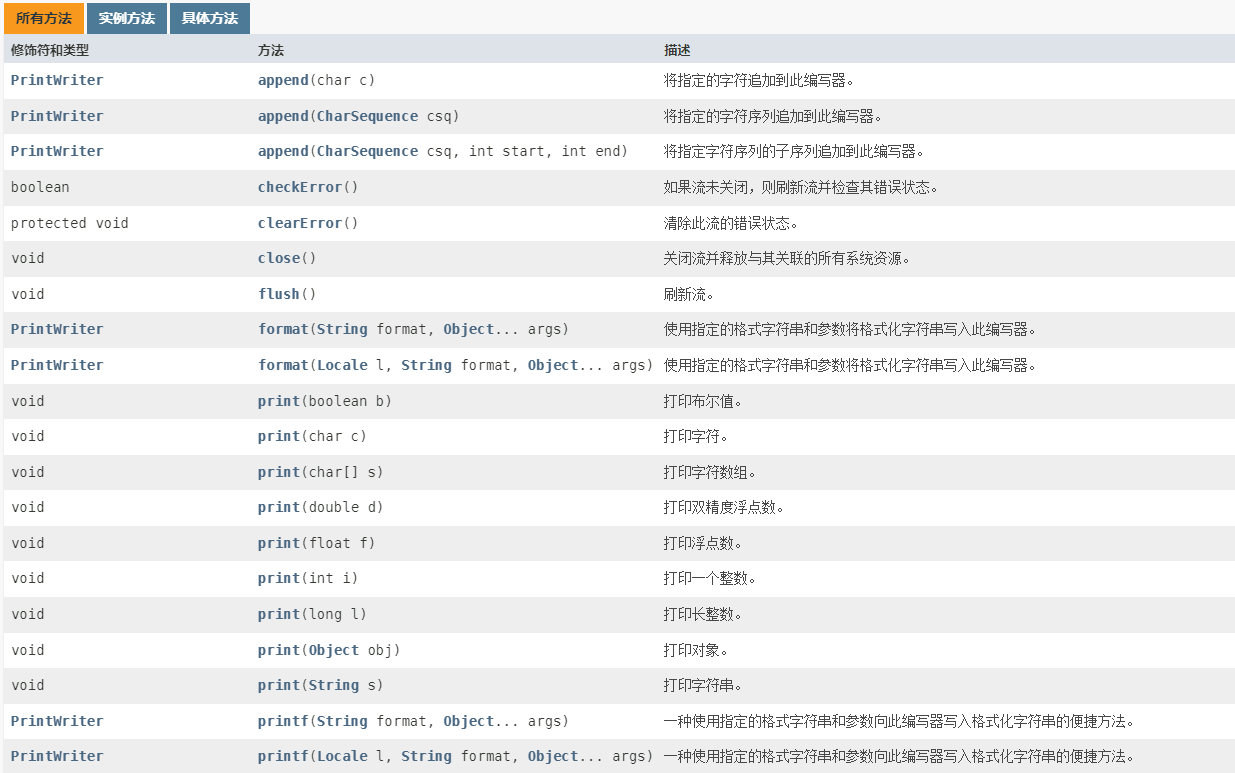 所有方法 实例方法 具体方法
修饰符和类型 方法 描述
PrintWriter append(char c) 将指定的字符追加到此编写器。
PrintWriter append(CharSequence csq) 将指定的字符序列追加到此编写器。
PrintWriter append(CharSequence csq, int start, int end) 将指定字符序列的子序列追加到此编写器。
boolean checkError() 如果流未关闭，则刷新流并检查其错误状态。
protected void clearError() 清除此流的错误状态。
void close() 关闭流并释放与其关联的所有系统资源。
void flush() 刷新流。
PrintWriter format(String format, Object... args) 使用指定的格式字符串和参数将格式化字符串写入此编写器。
PrintWriter format(Locale l, String format, Object... args) 使用指定的格式字符串和参数将格式化字符串写入此编写器。
void print(boolean b) 打印布尔值。
void print(char c) 打印字符。
void print(char[] s) 打印字符数组。
void print(double d) 打印双精度浮点数。
void print(float f) 打印浮点数。
void print(int i) 打印一个整数。
void print(long l) 打印长整数。
void print(Object obj) 打印对象。
void print(String s) 打印字符串。
PrintWriter printf(String format, Object... args) 一种使用指定的格式字符串和参数向此编写器写入格式化字符串的便捷方法。
PrintWriter printf(Locale l, String format, Object... args) 一种使用指定的格式字符串和参数向此编写器写入格式化字符串的便捷方法。